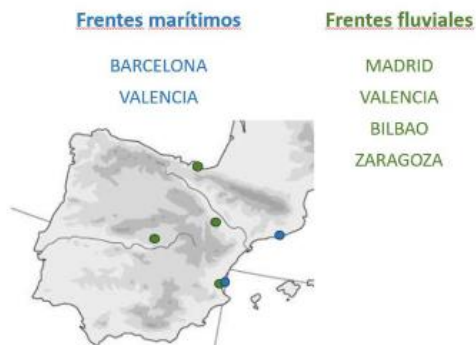 Frentes marítimos
BARCELONA
VALENCIA
Frentes fluviales
MADRID
VALENCIA
BILBAO
ZARAGOZA